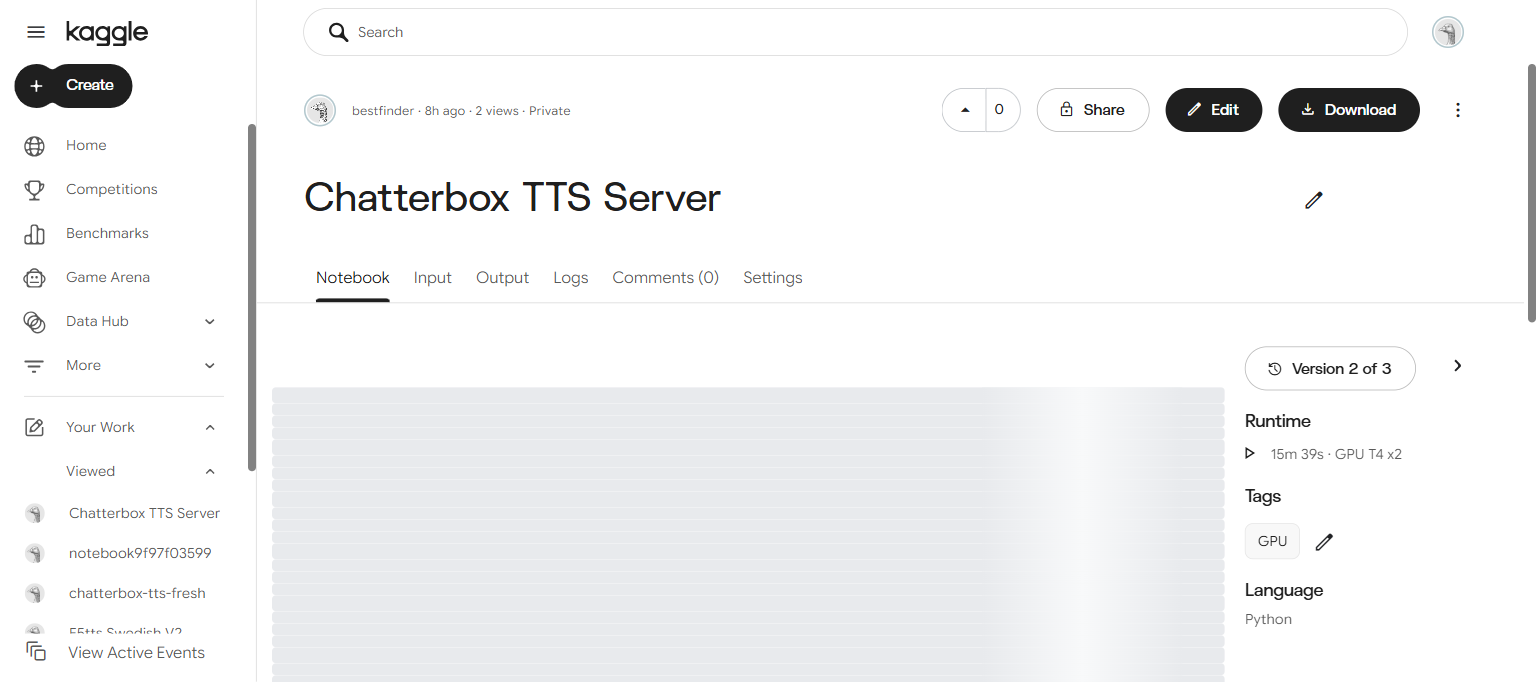 kaggle
Search
Create
bestfinder · 8h ago · 2 views · Private
0
Share
Edit
Download
Home
Competitions
Benchmarks
Game Arena
Data Hub
More
Your Work
Viewed
Chatterbox TTS Server
notebook9f97f03599
chatterbox-tts-fresh
F5tts Swedish V2
View Active Events
Chatterbox TTS Server
Notebook Input Output Logs Comments (0) Settings
Version 2 of 3
Runtime
15m 39s · GPU T4 x2
Tags
GPU
Language
Python